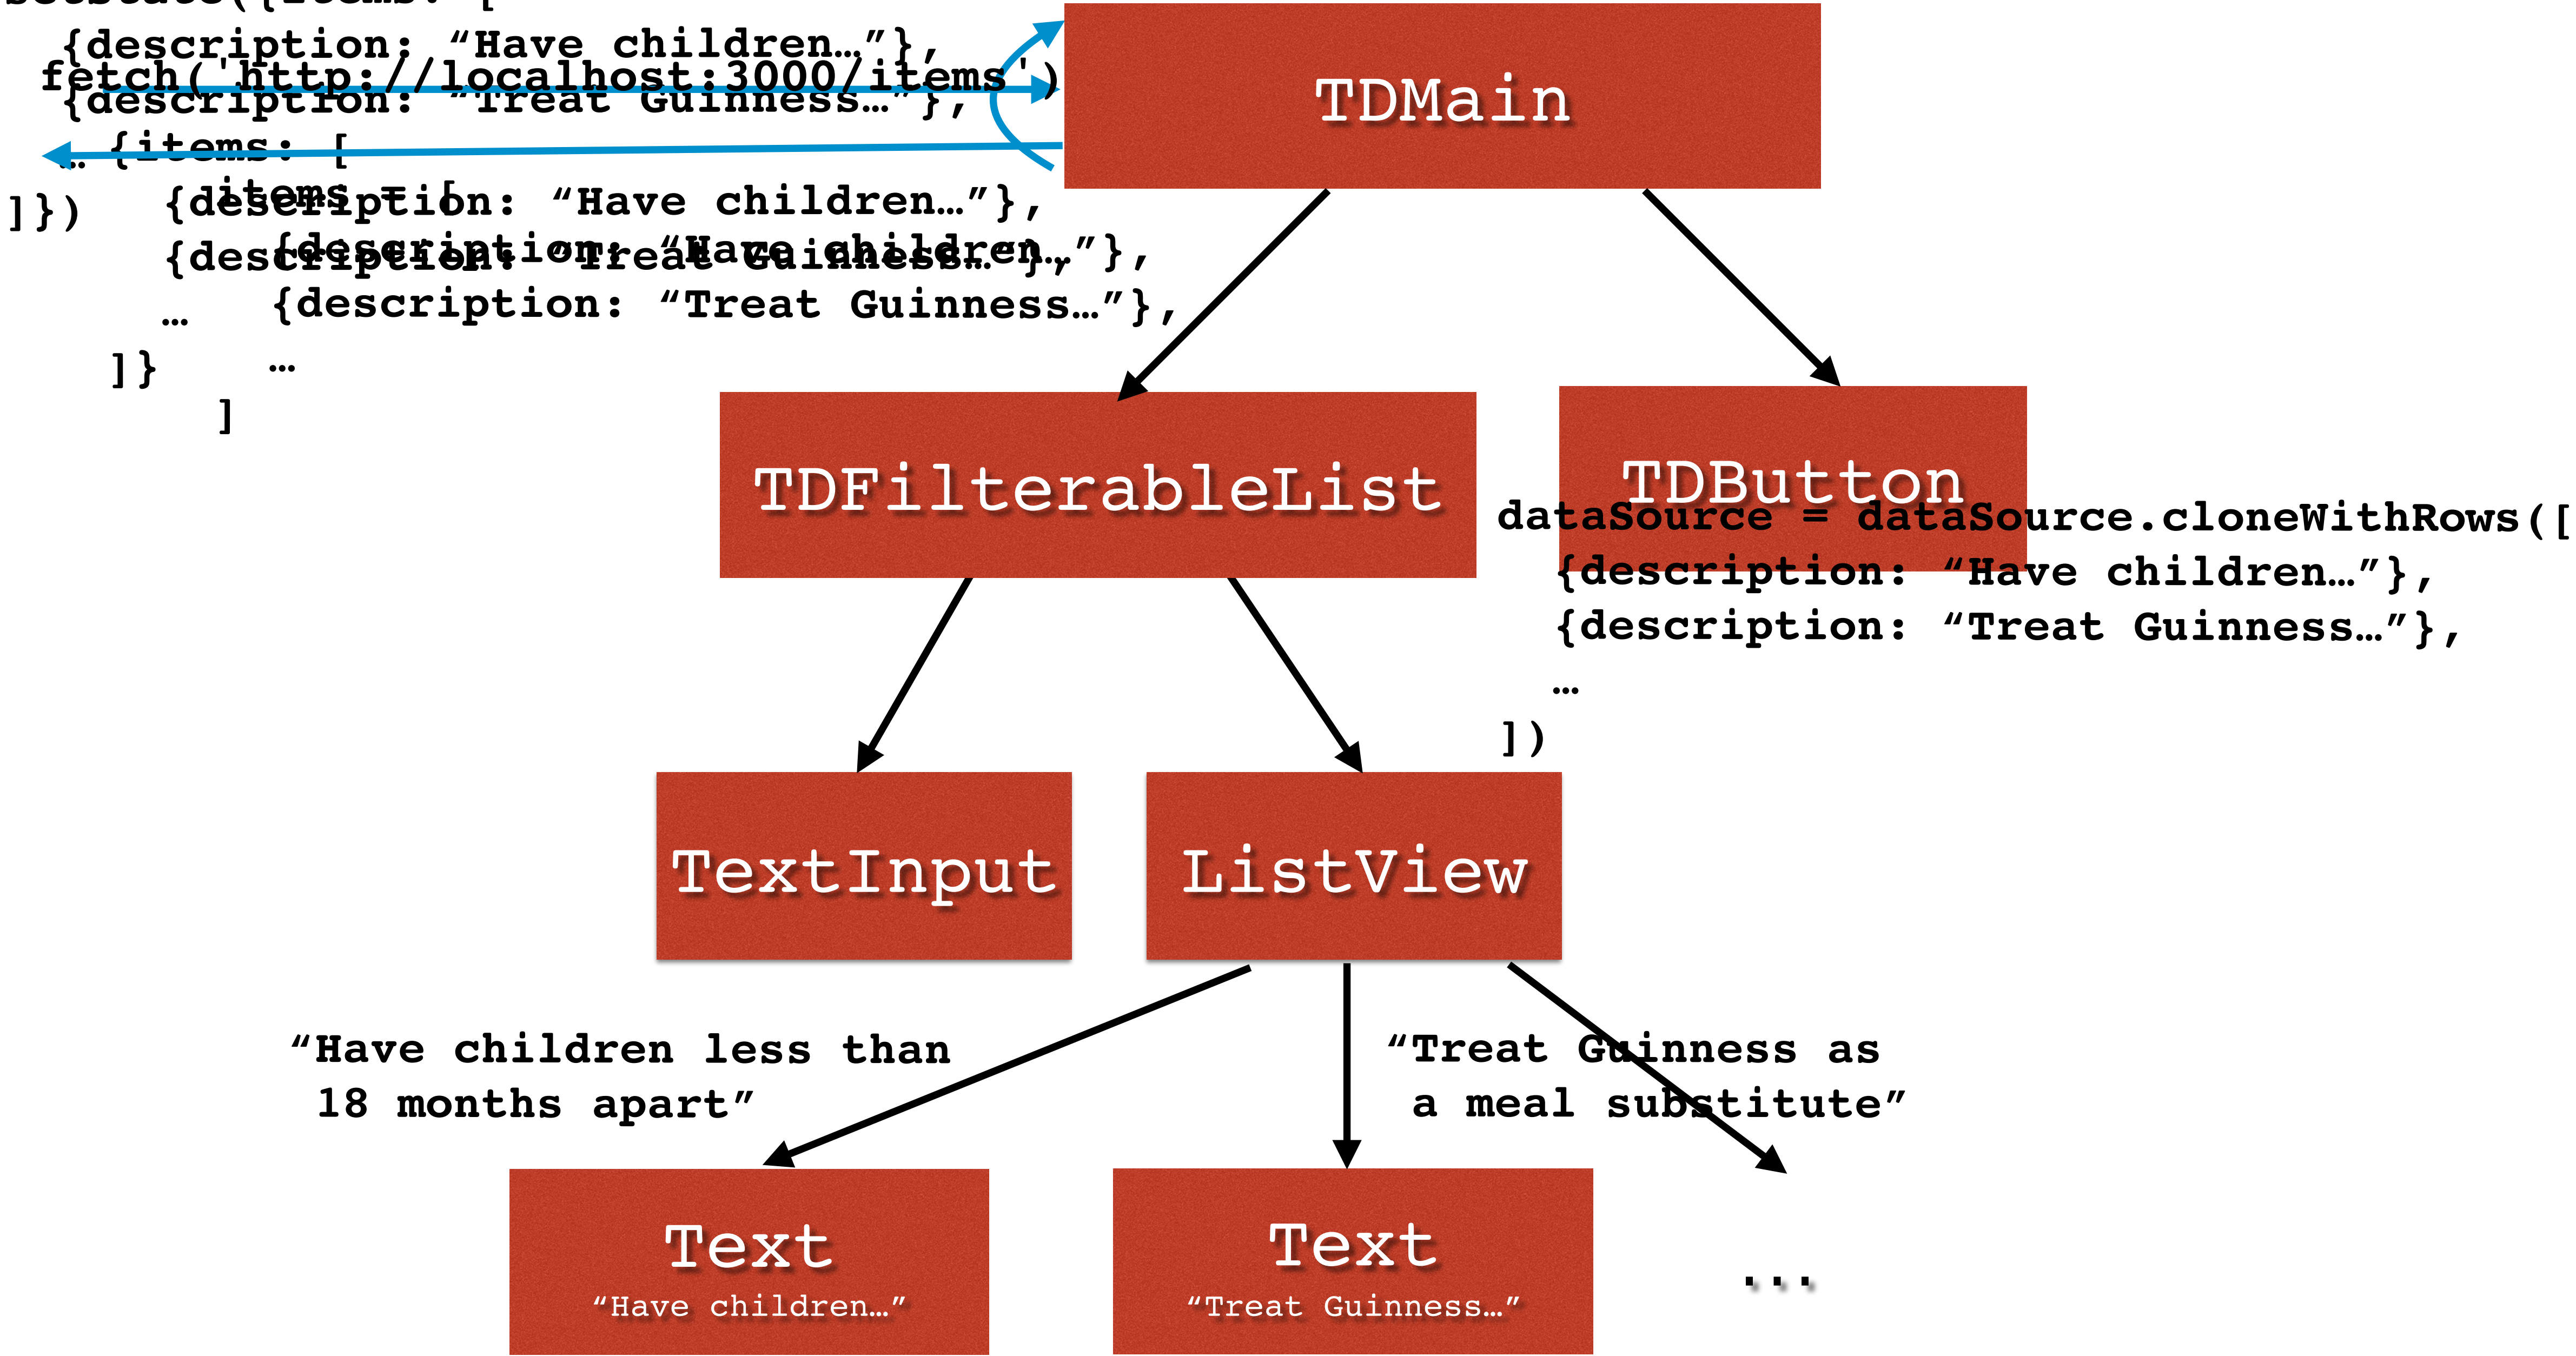 setState({items: [
{description: “Have children…”},
{description: “Treat Guinness…”},
…
]})
fetch('http://localhost:3000/items')
{items: [
{description: “Have children…”},
{description: “Treat Guinness…”},
…
]}
items = [
{description: “Have children…”},
{description: “Treat Guinness…”},
…
]
TDMain
TDFilterableList
TDButton
dataSource = dataSource.cloneWithRows([
{description: “Have children…”},
{description: “Treat Guinness…”},
…
])
TextInput
ListView
“Have children less than
18 months apart”
“Treat Guinness as
a meal substitute”
Text
“Have children…”
Text
“Treat Guinness…”
...